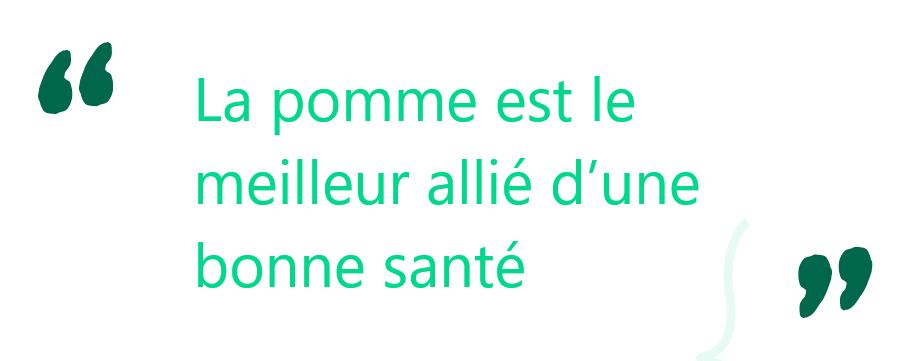 “
La pomme est le
meilleur allié d’une
bonne santé
”